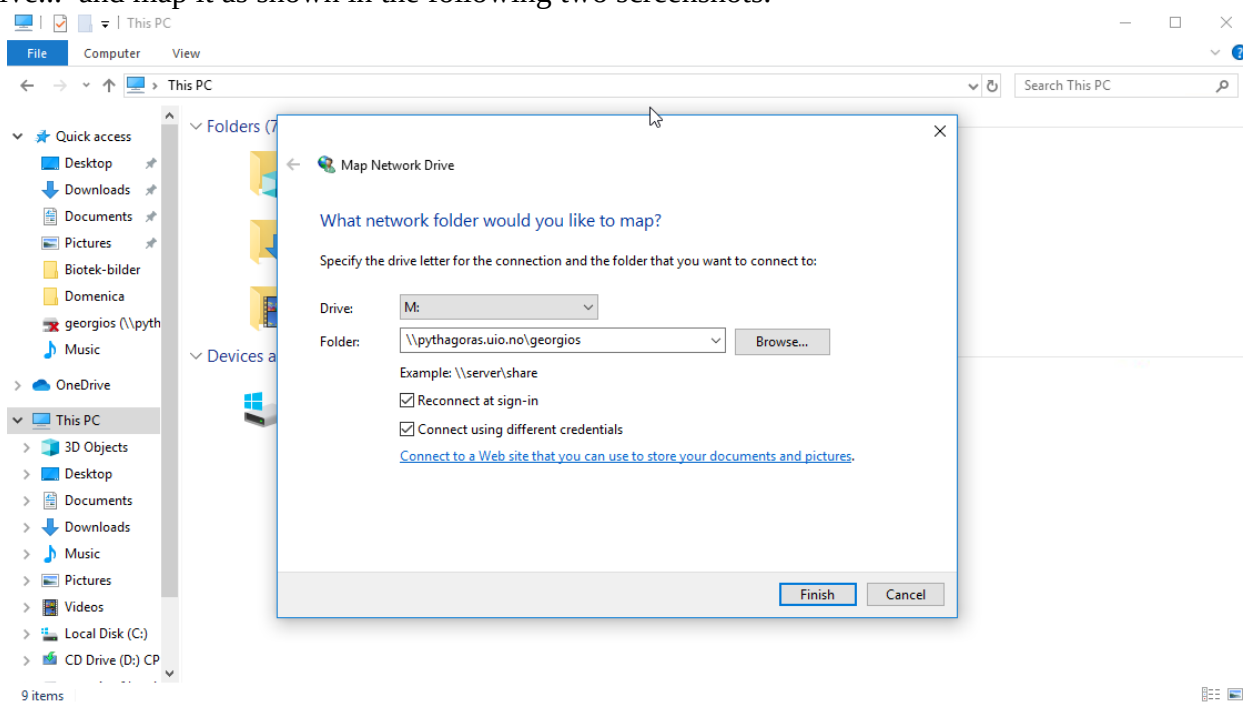 ive..." and map it as shown in the following two screenshots:
This PC
File Computer View
This PC
Search This PC
Quick access
Desktop
Downloads
Documents
Pictures
Biotek-bilder
Domenica
georgios (\\pyth
Music
OneDrive
This PC
3D Objects
Desktop
Documents
Downloads
Music
Pictures
Videos
Local Disk (C:)
CD Drive (D:) CP
9 items
Folders (7
Devices a
Map Network Drive
What network folder would you like to map?
Specify the drive letter for the connection and the folder that you want to connect to:
Drive: M:
Folder: \\pythagoras.uio.no\georgios Browse...
Example: \\server\share
Reconnect at sign-in
Connect using different credentials
Connect to a Web site that you can use to store your documents and pictures.
Finish Cancel